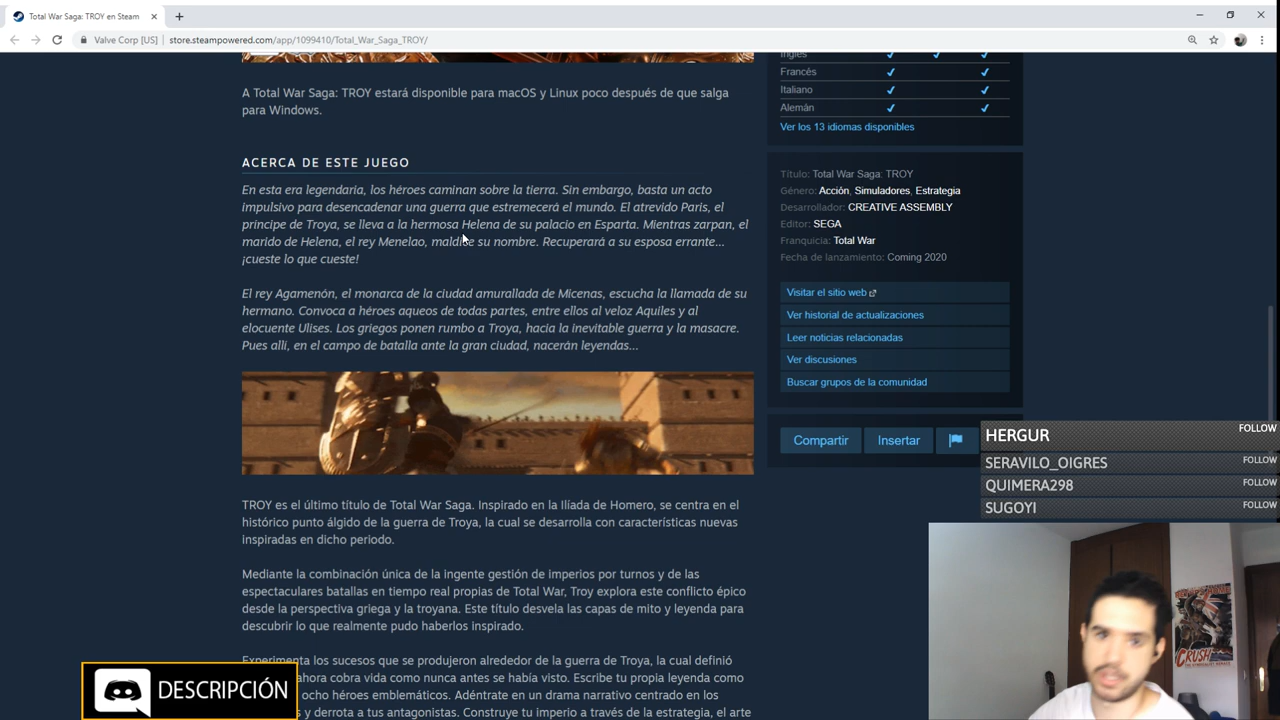 Total War Saga: TROY en Steam
Valve Corp [US] | store.steampowered.com/app/1099410/Total_War_Saga_TROY/
A Total War Saga: TROY estará disponible para macOS y Linux poco después de que salga
para Windows.
ACERCA DE ESTE JUEGO
En esta era legendaria, los héroes caminan sobre la tierra. Sin embargo, basta un acto
impulsivo para desencadenar una guerra que estremecerá el mundo. El atrevido Paris, el
príncipe de Troya, se lleva a la hermosa Helena de su palacio en Esparta. Mientras zarpan, el
marido de Helena, el rey Menelao, maldice su nombre. Recuperará a su esposa errante...
¡cueste lo que cueste!
El rey Agamenón, el monarca de la ciudad amurallada de Micenas, escucha la llamada de su
hermano. Convoca a héroes aqueos de todas partes, entre ellos al veloz Aquiles y al
elocuente Ulises. Los griegos ponen rumbo a Troya, hacia la inevitable guerra y la masacre.
Pues allí, en el campo de batalla ante la gran ciudad, nacerán leyendas...
TROY es el último título de Total War Saga. Inspirado en la Ilíada de Homero, se centra en el
histórico punto álgido de la guerra de Troya, la cual se desarrolla con características nuevas
inspiradas en dicho periodo.
Mediante la combinación única de la ingente gestión de imperios por turnos y de las
espectaculares batallas en tiempo real propias de Total War, Troy explora este conflicto épico
desde la perspectiva griega y la troyana. Este título desvela las capas de mito y leyenda para
descubrir lo que realmente pudo haberlos inspirado.
Experimenta los sucesos que se produjeron alrededor de la guerra de Troya, la cual definió
ahora cobra vida como nunca antes se había visto. Escribe tu propia leyenda como
ocho héroes emblemáticos. Adéntrate en un drama narrativo centrado en los
s y derrota a tus antagonistas. Construye tu imperio a través de la estrategia, el arte
Inglés
Francés
Italiano
Alemán
Ver los 13 idiomas disponibles
Título: Total War Saga: TROY
Género: Acción, Simuladores, Estrategia
Desarrollador: CREATIVE ASSEMBLY
Editor: SEGA
Franquicia: Total War
Fecha de lanzamiento: Coming 2020
Visitar el sitio web
Ver historial de actualizaciones
Leer noticias relacionadas
Ver discusiones
Buscar grupos de la comunidad
Compartir Insertar
HERGUR FOLLOW
SERAVILO_OIGRES FOLLOW
QUIMERA298 FOLLOW
SUGOYI FOLLOW
CRUSH
DESCRIPCIÓN